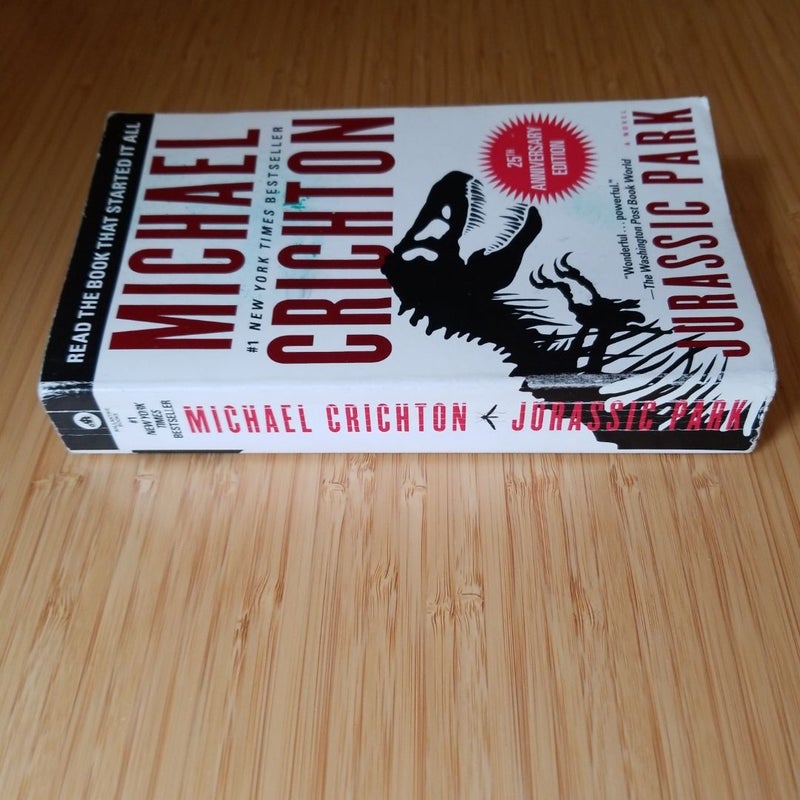 READ THE BOOK THAT STARTED IT ALL
MICHAEL
#1 NEW YORK TIMES BESTSELLER
CRICHTON
25TH
ANNIVERSARY
EDITION
"Wonderful... powerful."
—The Washington Post Book World
A NOVEL
JURASSIC PARK
#1
NEW YORK
TIMES
BESTSELLER
MICHAEL CRICHTON JURASSIC PARK